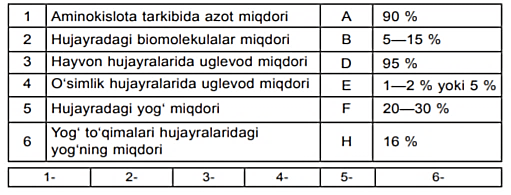 1 Aminokislota tarkibida azot miqdori A 90 %
2 Hujayradagi biomolekulalar miqdori B 5—15 %
3 Hayvon hujayralarida uglevod miqdori D 95 %
4 O‘simlik hujayralarida uglevod miqdori E 1—2 % yoki 5 %
5 Hujayradagi yog‘ miqdori F 20—30 %
6 Yog‘ to‘qimalari hujayralaridagi yog‘ning miqdori H 16 %
1- 2- 3- 4- 5- 6-